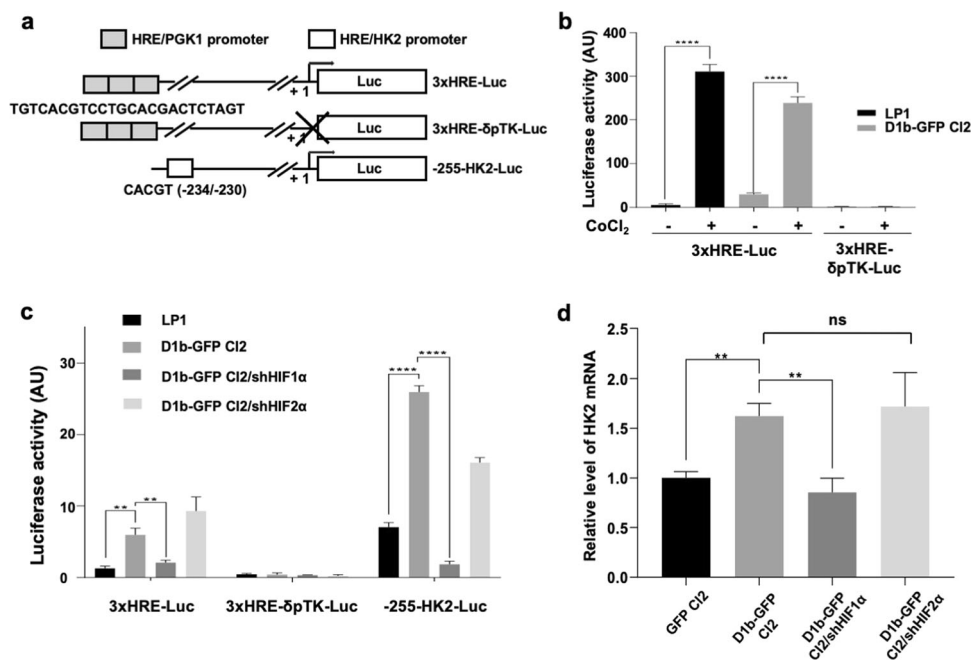 a
HRE/PGK1 promoter
HRE/HK2 promoter
+ 1
Luc
3xHRE-Luc
TGTCACGTCCTGCACGACTCTAGT
+ 1
Luc
3xHRE-δpTK-Luc
+ 1
Luc
-255-HK2-Luc
CACGT (-234/-230)
b
Luciferase activity (AU)
400
300
200
100
0
****
****
LP1
D1b-GFP Cl2
CoCl2
- + - + - +
3xHRE-Luc
3xHRE-
δpTK-Luc
c
Luciferase activity (AU)
30
20
10
0
LP1
D1b-GFP Cl2
D1b-GFP Cl2/shHIF1α
D1b-GFP Cl2/shHIF2α
** **
**** ****
3xHRE-Luc 3xHRE-δpTK-Luc -255-HK2-Luc
d
Relative level of HK2 mRNA
2.5
2.0
1.5
1.0
0.5
0.0
ns
**
**
GFP Cl2
D1b-GFP
Cl2
D1b-GFP
Cl2/shHIF1α
D1b-GFP
Cl2/shHIF2α